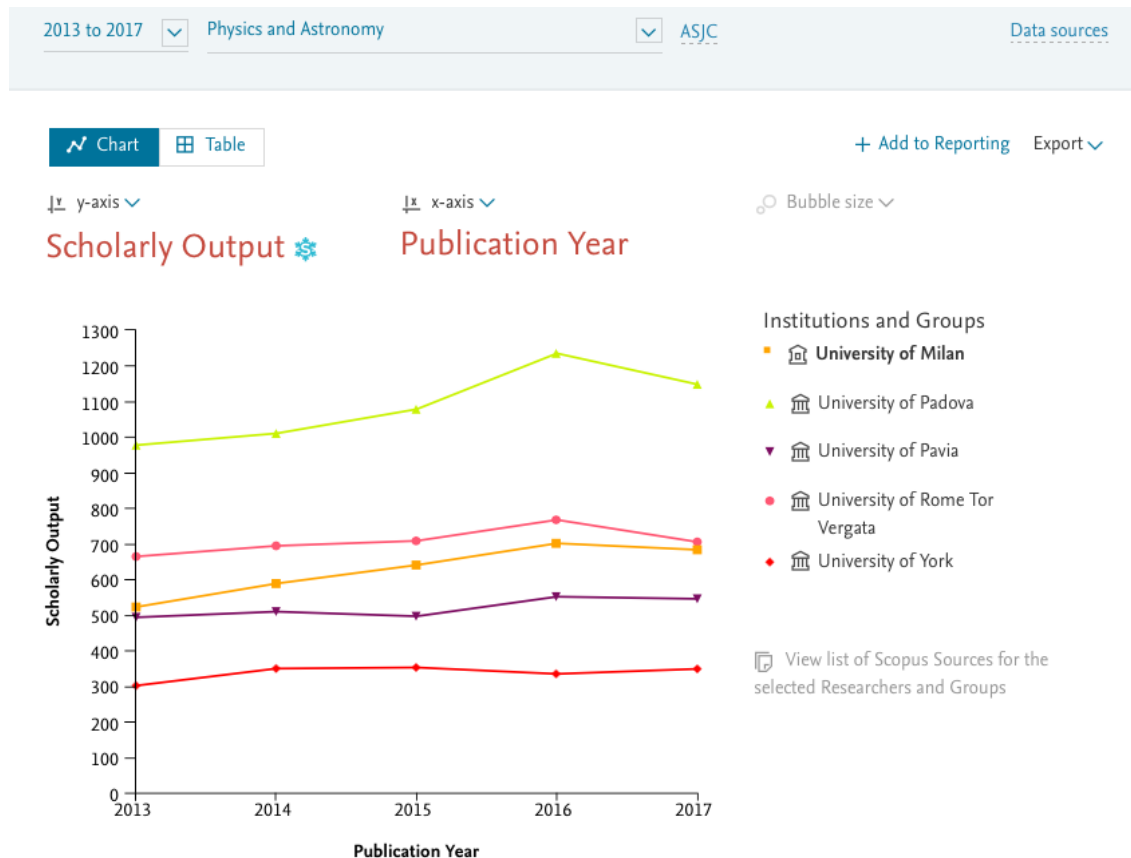 2013 to 2017
Physics and Astronomy
ASJC
Data sources
Chart
Table
+ Add to Reporting
Export
y-axis
x-axis
Bubble size
Scholarly Output
Publication Year
1300
1200
1100
1000
900
800
700
600
500
400
300
200
100
0
Scholarly Output
2013
2014
2015
2016
2017
Publication Year
Institutions and Groups
University of Milan
University of Padova
University of Pavia
University of Rome Tor
Vergata
University of York
View list of Scopus Sources for the
selected Researchers and Groups